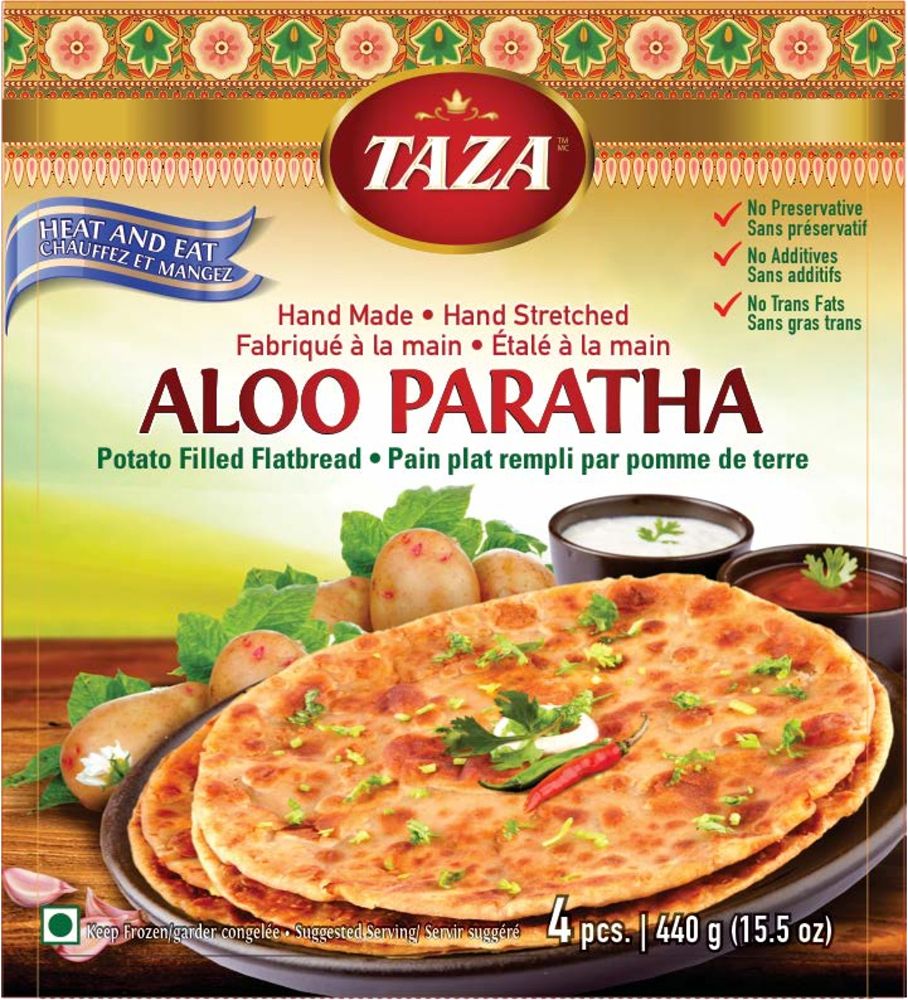 TAZA TM MC
HEAT AND EAT
CHAUFFEZ ET MANGEZ
No Preservative
Sans préservatif
No Additives
Sans additifs
No Trans Fats
Sans gras trans
Hand Made • Hand Stretched
Fabriqué à la main • Étalé à la main
ALOO PARATHA
Potato Filled Flatbread • Pain plat rempli par pomme de terre
Keep Frozen/garder congelée • Suggested Serving/ Servir suggéré
4 pcs. | 440 g (15.5 oz)